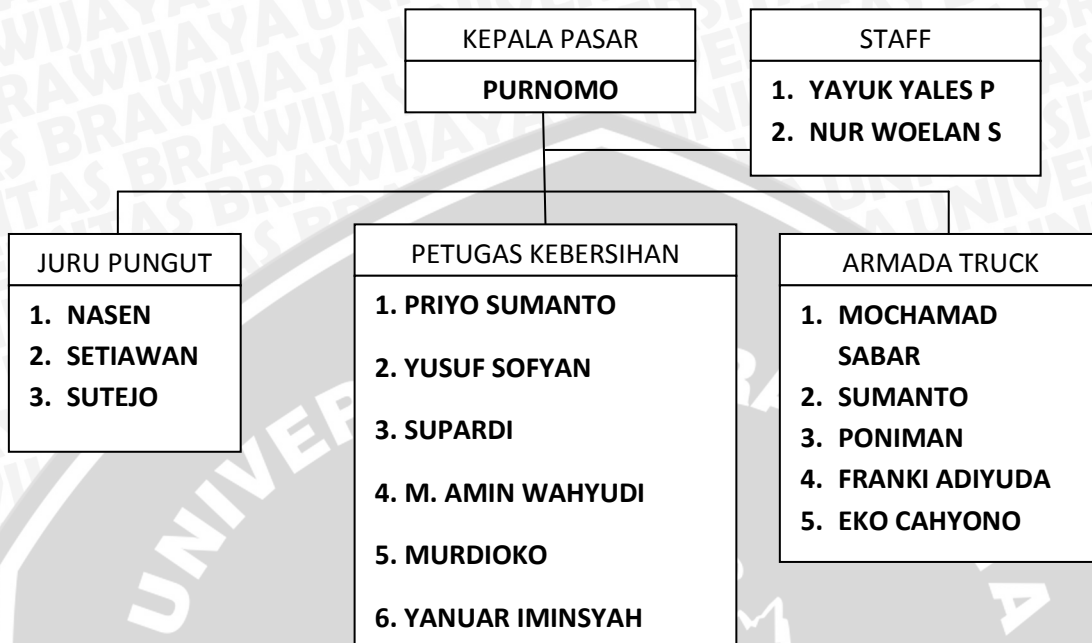 KEPALA PASAR
PURNOMO
STAFF
1. YAYUK YALES P
2. NUR WOELAN S
JURU PUNGUT
1. NASEN
2. SETIAWAN
3. SUTEJO
PETUGAS KEBERSIHAN
1. PRIYO SUMANTO
2. YUSUF SOFYAN
3. SUPARDI
4. M. AMIN WAHYUDI
5. MURDIOKO
6. YANUAR IMINSYAH
ARMADA TRUCK
1. MOCHAMAD
SABAR
2. SUMANTO
3. PONIMAN
4. FRANKI ADIYUDA
5. EKO CAHYONO